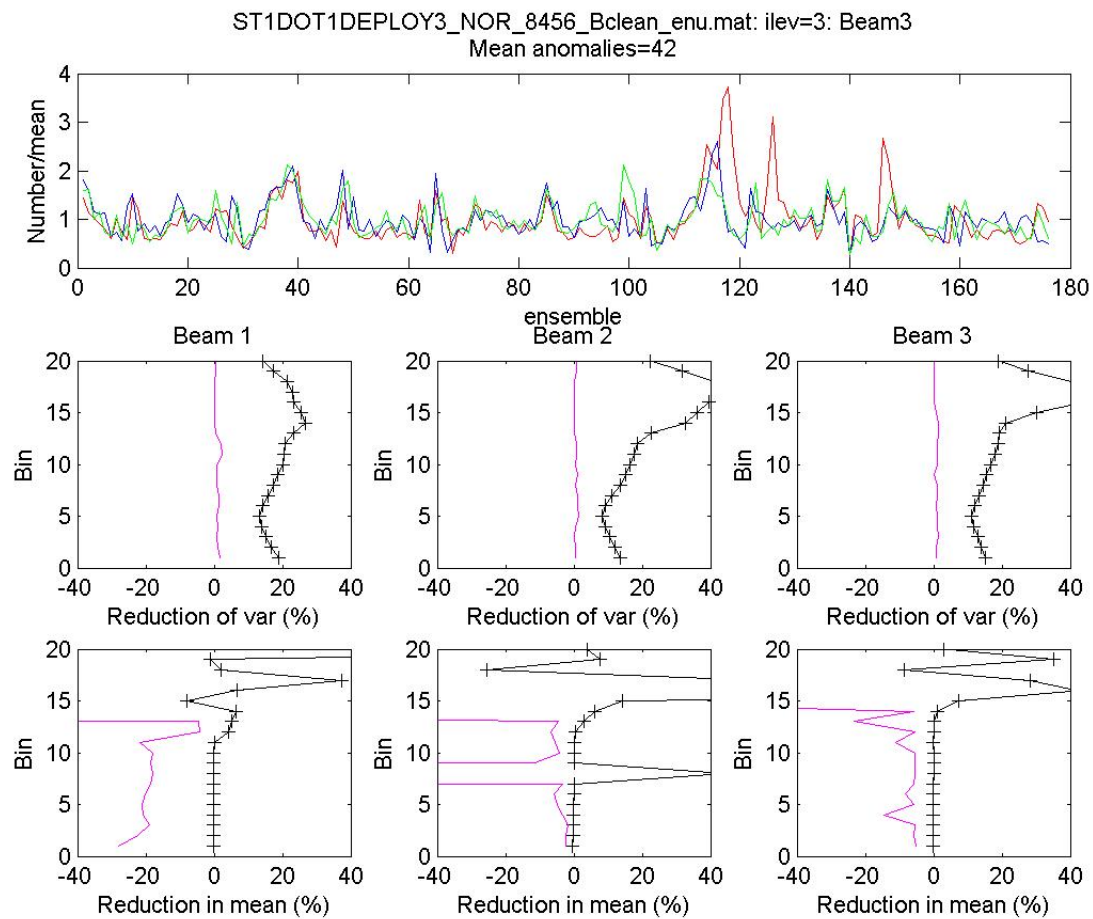 ST1DOT1DEPLOY3_NOR_8456_Bclean_enu.mat: ilev=3: Beam3
Mean anomalies=42
4
3
2
1
0
Number/mean
0 20 40 60 80 100 120 140 160 180
ensemble
Beam 1 Beam 2 Beam 3
20 20 20
15 15 15
10 10 10
5 5 5
0 0 0
Bin Bin Bin
-40 -20 0 20 40 -40 -20 0 20 40 -40 -20 0 20 40
Reduction of var (%) Reduction of var (%) Reduction of var (%)
20 20 20
15 15 15
10 10 10
5 5 5
0 0 0
Bin Bin Bin
-40 -20 0 20 40 -40 -20 0 20 40 -40 -20 0 20 40
Reduction in mean (%) Reduction in mean (%) Reduction in mean (%)